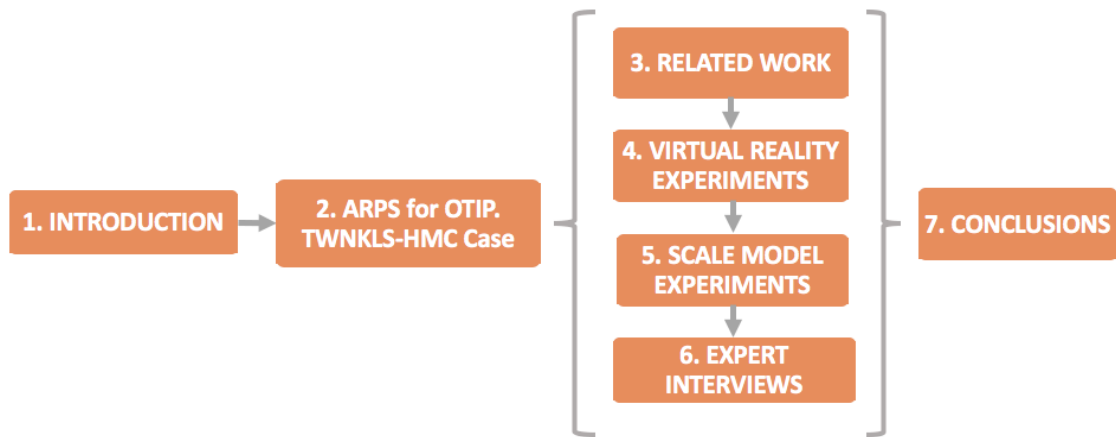 1. INTRODUCTION
2. ARPS for OTIP.
TWNKLS-HMC Case
3. RELATED WORK
4. VIRTUAL REALITY
EXPERIMENTS
5. SCALE MODEL
EXPERIMENTS
6. EXPERT
INTERVIEWS
7. CONCLUSIONS